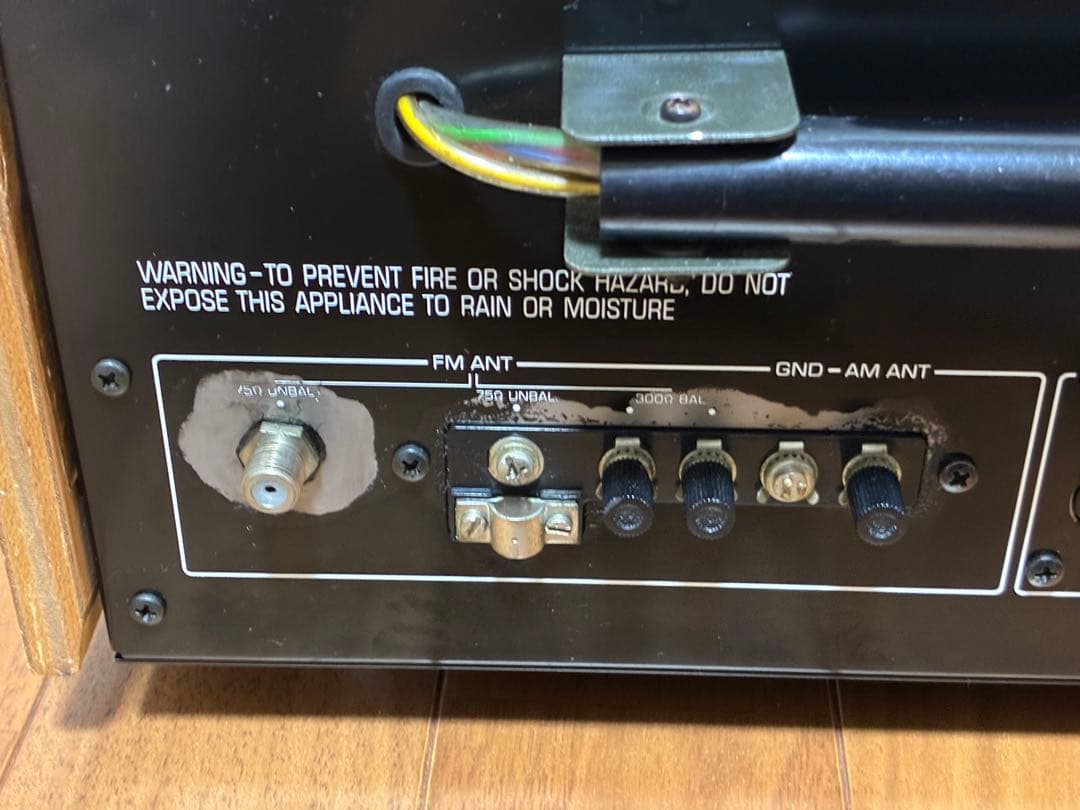 WARNING-TO PREVENT FIRE OR SHOCK HAZARD, DO NOT
EXPOSE THIS APPLIANCE TO RAIN OR MOISTURE
FM ANT
GND-AM ANT
75Ω UNBAL.
75Ω UNBAL.
300Ω BAL.